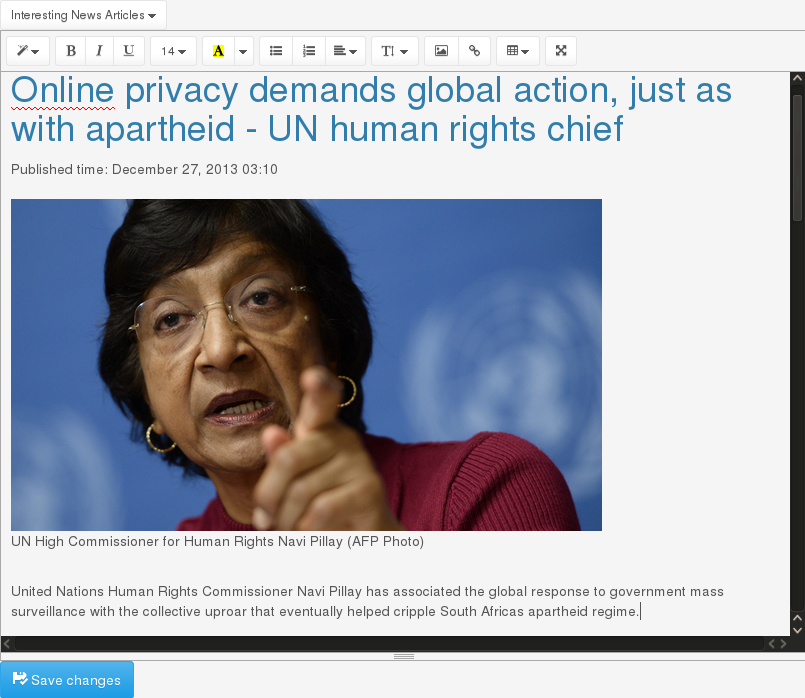 Interesting News Articles
B I U 14 A T!
Online privacy demands global action, just as
with apartheid - UN human rights chief
Published time: December 27, 2013 03:10
UN High Commissioner for Human Rights Navi Pillay (AFP Photo)
United Nations Human Rights Commissioner Navi Pillay has associated the global response to government mass
surveillance with the collective uproar that eventually helped cripple South Africas apartheid regime.
Save changes